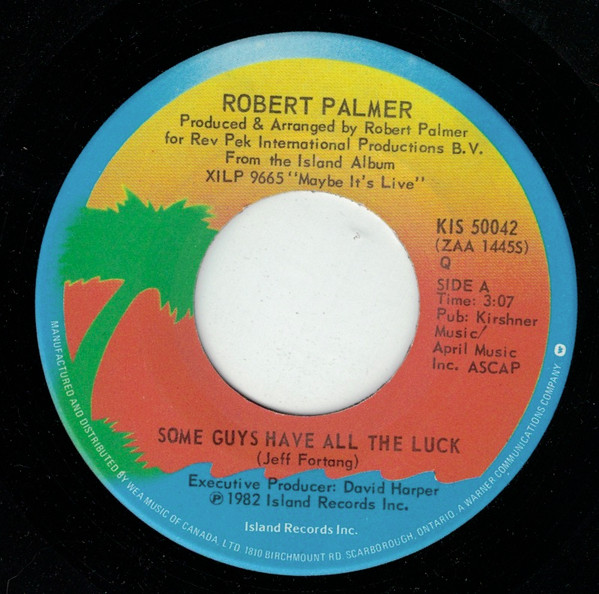 ROBERT PALMER
Produced & Arranged by Robert Palmer
for Rev Pek International Productions B.V.
From the Island Album
XILP 9665 "Maybe It's Live"
KIS 50042
(ZAA 1445S)
Q
SIDE A
Time: 3:07
Pub: Kirshner
Music/
April Music
Inc. ASCAP
SOME GUYS HAVE ALL THE LUCK
(Jeff Fortang)
Executive Producer: David Harper
℗ 1982 Island Records Inc.
Island Records Inc.
MANUFACTURED AND DISTRIBUTED BY WEA MUSIC OF CANADA, LTD. 1810 BIRCHMOUNT RD. SCARBOROUGH, ONTARIO. A WARNER COMMUNICATIONS COMPANY.